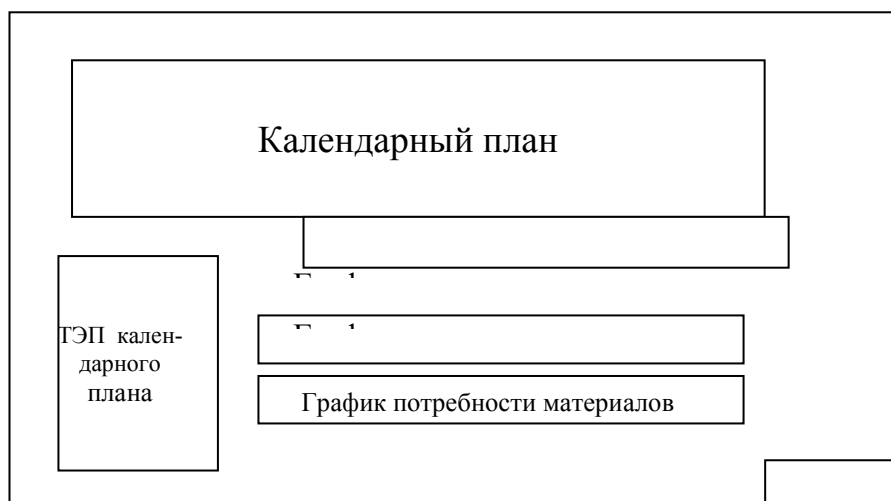 Календарный план
ТЭП кален-
дарного
плана
График потребности материалов